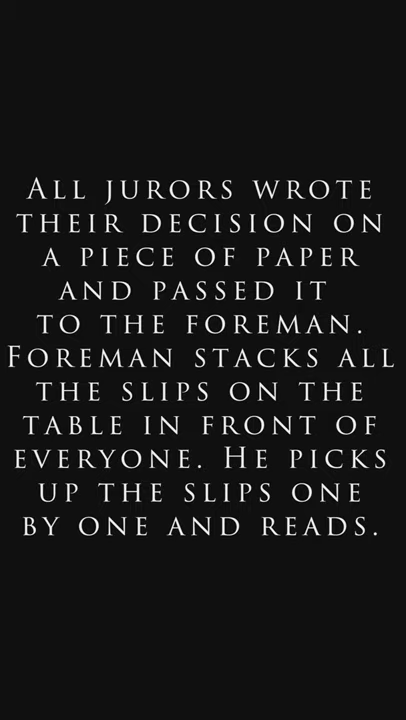 All jurors wrote
their decision on
a piece of paper
and passed it
to the foreman.
Foreman stacks all
the slips on the
table in front of
everyone. He picks
up the slips one
by one and reads.